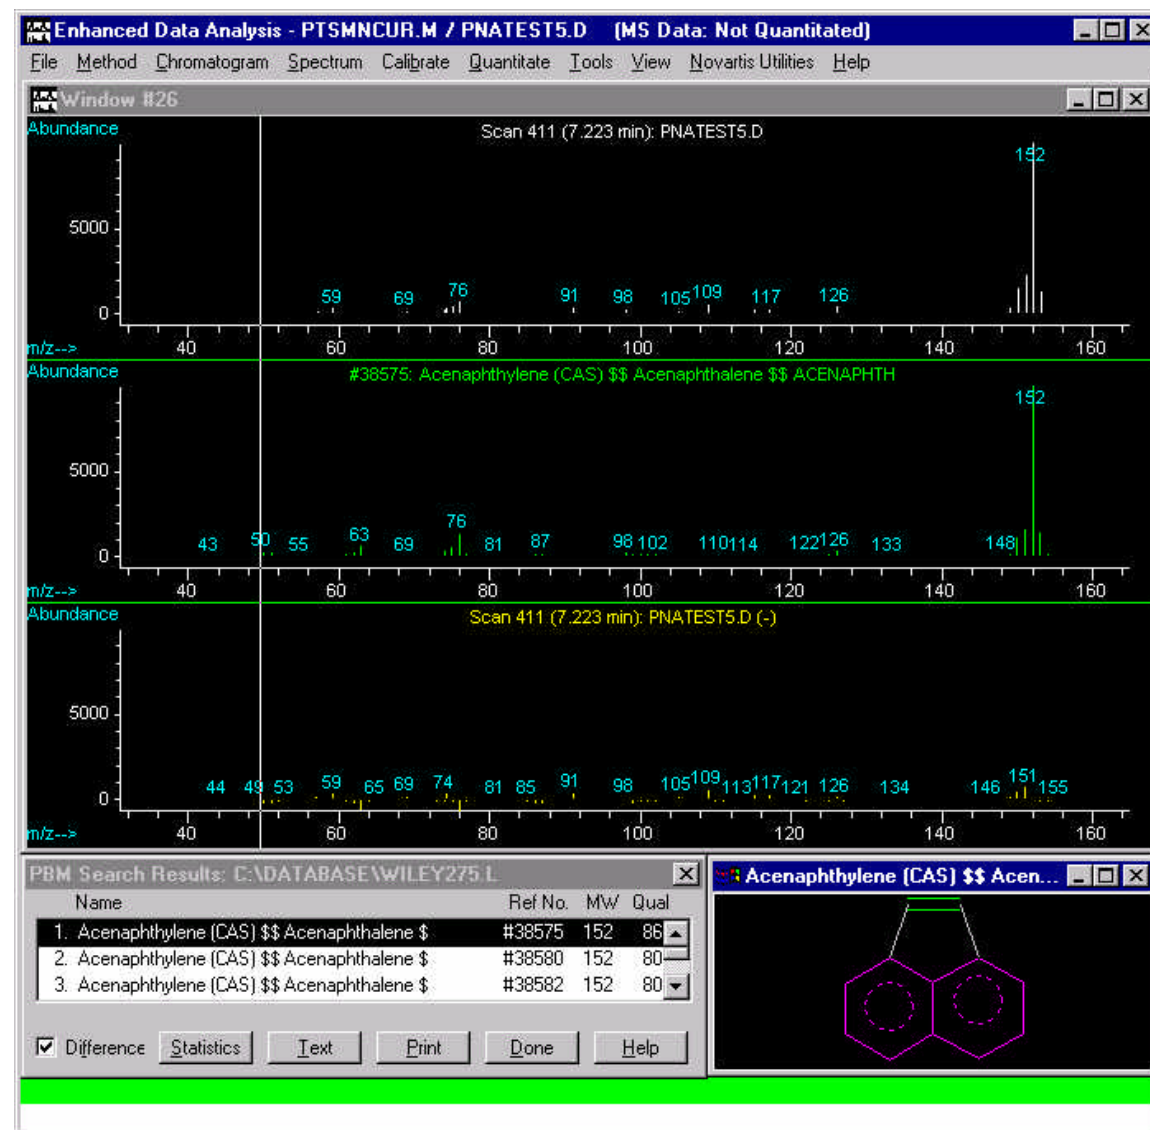 Enhanced Data Analysis - PTSMNCUR.M / PNATEST5.D (MS Data: Not Quantitated)
File Method Chromatogram Spectrum Calibrate Quantitate Tools View Novartis Utilities Help
Window #26
Abundance
Scan 411 (7.223 min): PNATEST5.D
152
5000
59 69 76 91 98 105 109 117 126
0
m/z--> 40 60 80 100 120 140 160
Abundance
#38575: Acenaphthylene (CAS) $$ Acenaphthalene $$ ACENAPHTH
152
5000
43 50 55 63 69 76 81 87 98 102 110 114 122 126 133 148
0
m/z--> 40 60 80 100 120 140 160
Abundance
Scan 411 (7.223 min): PNATEST5.D (-)
5000
44 49 53 59 65 69 74 81 85 91 98 105 109 113 117 121 126 134 146 151 155
0
m/z--> 40 60 80 100 120 140 160
PBM Search Results: C:\DATABASE\WILEY275.L
Name Ref No. MW Qual
1. Acenaphthylene (CAS) $$ Acenaphthalene $ #38575 152 86
2. Acenaphthylene (CAS) $$ Acenaphthalene $ #38580 152 80
3. Acenaphthylene (CAS) $$ Acenaphthalene $ #38582 152 80
Difference Statistics Text Print Done Help
Acenaphthylene (CAS) $$ Acen...